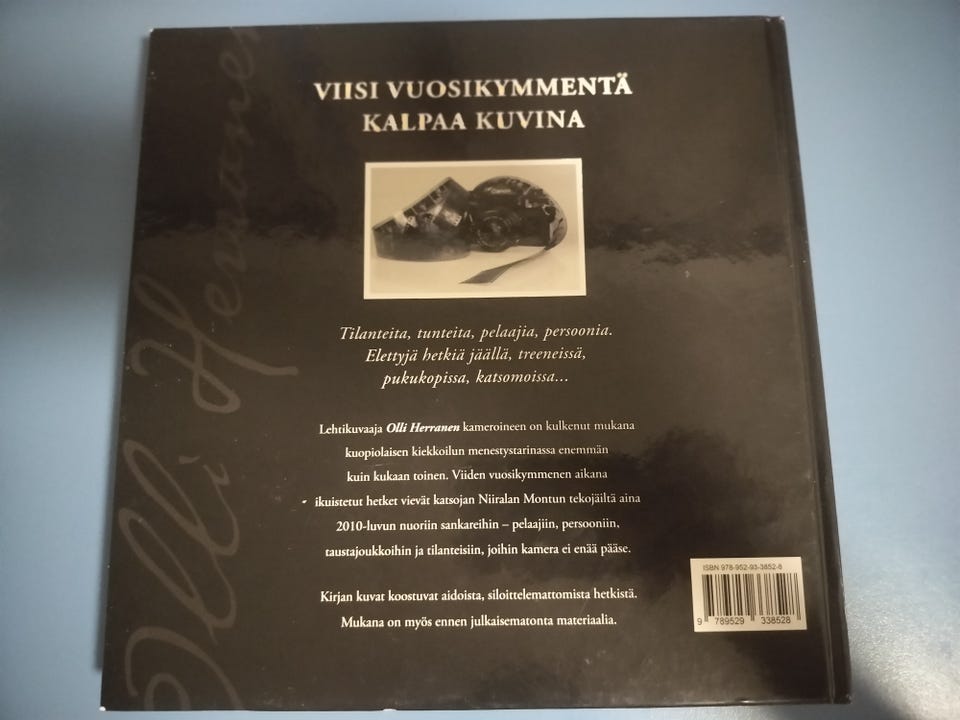 VIISI VUOSIKYMMENTÄ
KALPAA KUVINA
Tilanteita, tunteita, pelaajia, persoonia.
Elettyjä hetkiä jäällä, treeneissä,
pukukopissa, katsomoissa...
Lehtikuvaaja Olli Herranen kameroineen on kulkenut mukana
kuopiolaisen kiekkoilun menestystarinassa enemmän
kuin kukaan toinen. Viiden vuosikymmenen aikana
ikuistetut hetket vievät katsojan Niiralan Montun tekojäiltä aina
2010-luvun nuoriin sankareihin – pelaajiin, persooniin,
taustajoukkoihin ja tilanteisiin, joihin kamera ei enää pääse.
Kirjan kuvat koostuvat aidoista, siloittelemattomista hetkistä.
Mukana on myös ennen julkaisematonta materiaalia.
ISBN 978-952-93-3852-8
9 789529 338528
Olli Herranen